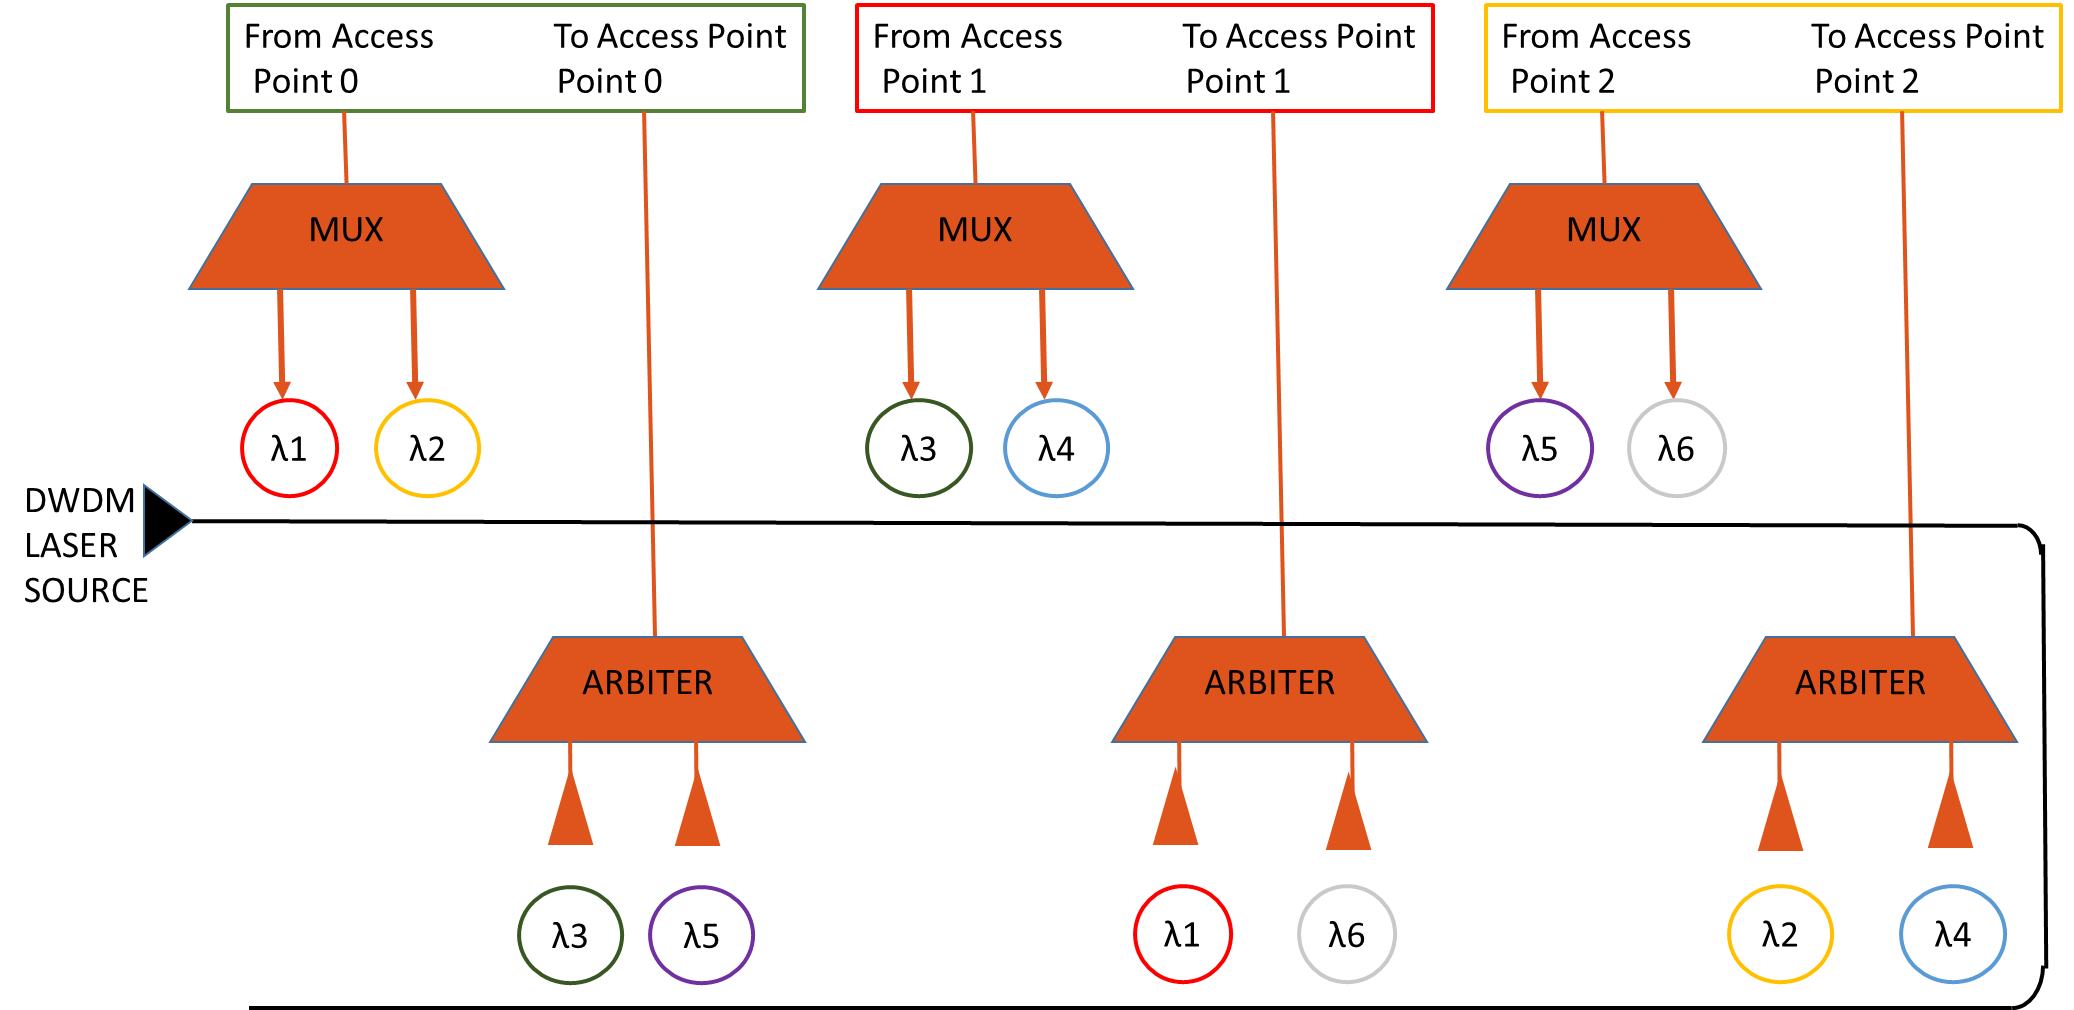 From Access
Point 0
To Access Point
Point 0
From Access
Point 1
To Access Point
Point 1
From Access
Point 2
To Access Point
Point 2
MUX
MUX
MUX
λ1
λ2
λ3
λ4
λ5
λ6
DWDM
LASER
SOURCE
ARBITER
ARBITER
ARBITER
λ3
λ5
λ1
λ6
λ2
λ4